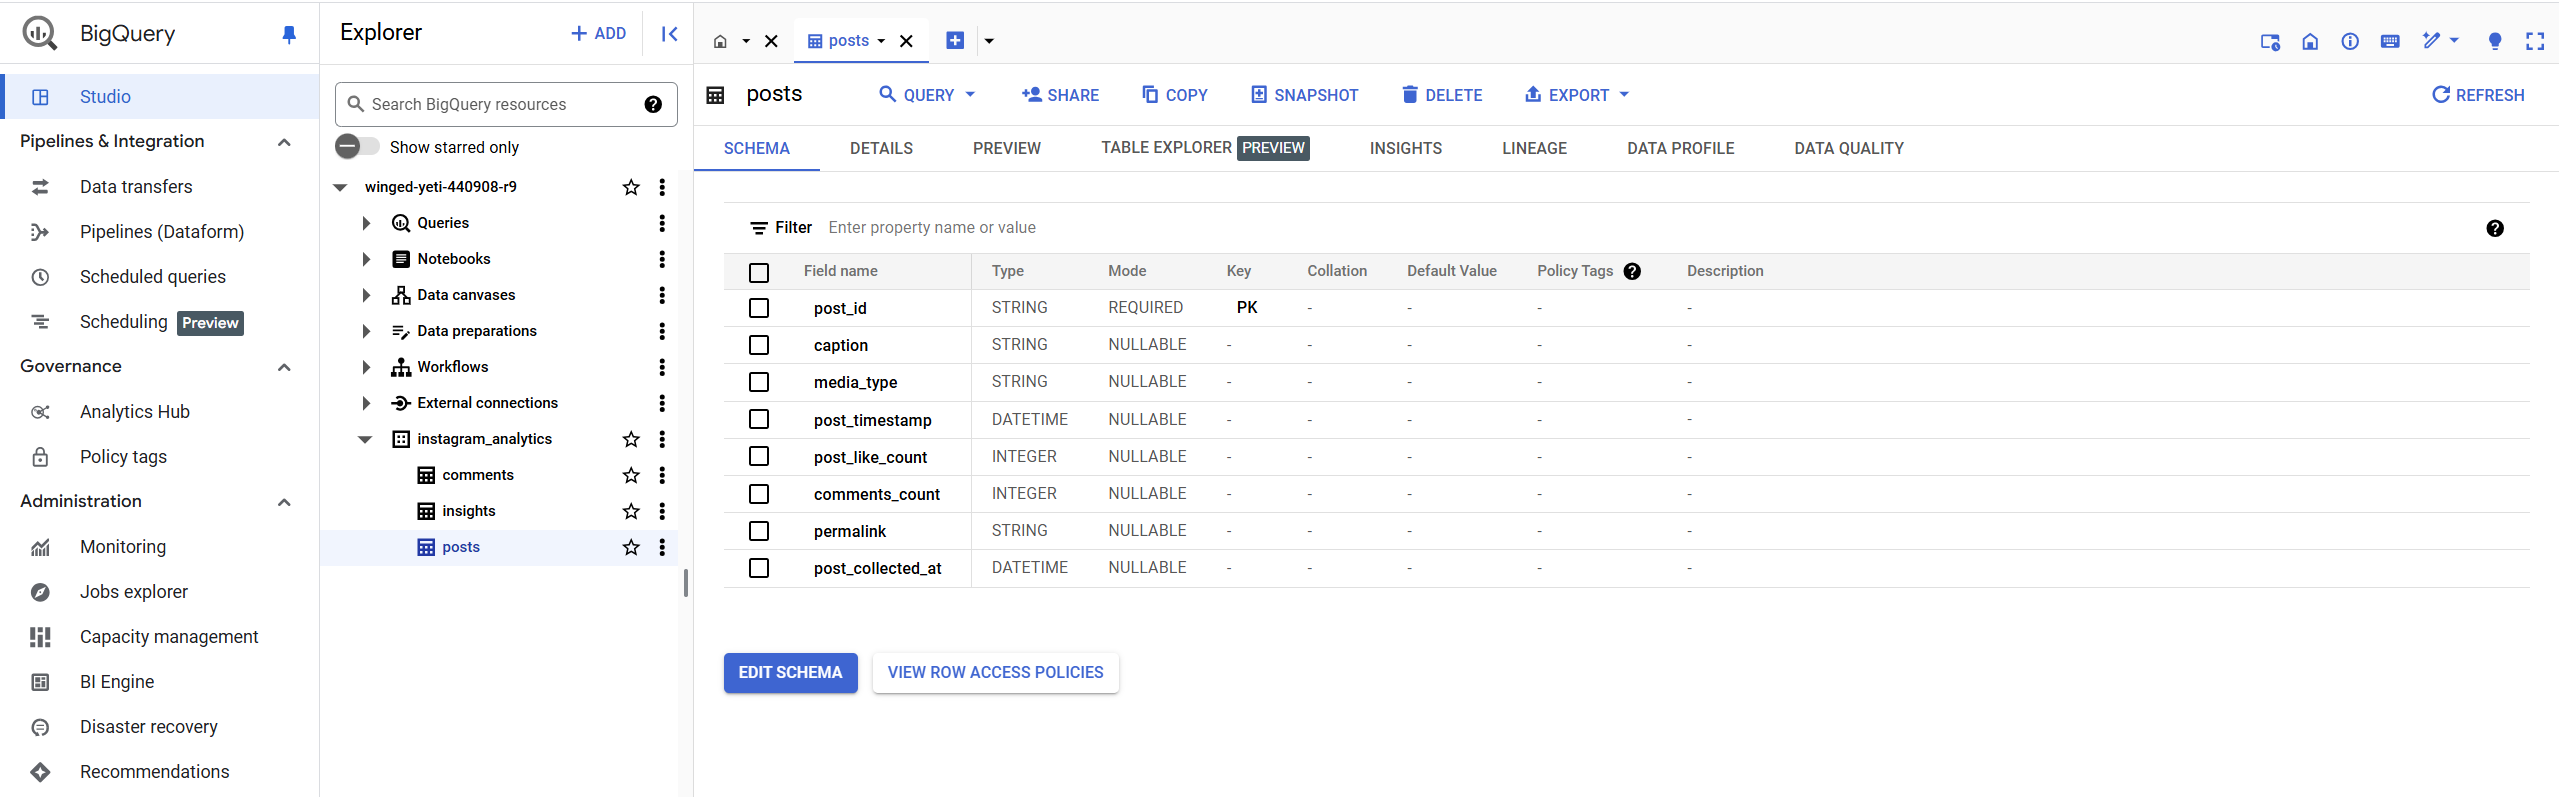 BigQuery
Studio
Pipelines & Integration
Data transfers
Pipelines (Dataform)
Scheduled queries
Scheduling Preview
Governance
Analytics Hub
Policy tags
Administration
Monitoring
Jobs explorer
Capacity management
BI Engine
Disaster recovery
Recommendations
Explorer
+ ADD
Search BigQuery resources
Show starred only
winged-yeti-440908-r9
Queries
Notebooks
Data canvases
Data preparations
Workflows
External connections
instagram_analytics
comments
insights
posts
posts
posts QUERY SHARE COPY SNAPSHOT DELETE EXPORT REFRESH
SCHEMA DETAILS PREVIEW TABLE EXPLORER PREVIEW INSIGHTS LINEAGE DATA PROFILE DATA QUALITY
Filter Enter property name or value
Field name Type Mode Key Collation Default Value Policy Tags Description
post_id STRING REQUIRED PK - - - -
caption STRING NULLABLE - - - - -
media_type STRING NULLABLE - - - - -
post_timestamp DATETIME NULLABLE - - - - -
post_like_count INTEGER NULLABLE - - - - -
comments_count INTEGER NULLABLE - - - - -
permalink STRING NULLABLE - - - - -
post_collected_at DATETIME NULLABLE - - - - -
EDIT SCHEMA VIEW ROW ACCESS POLICIES